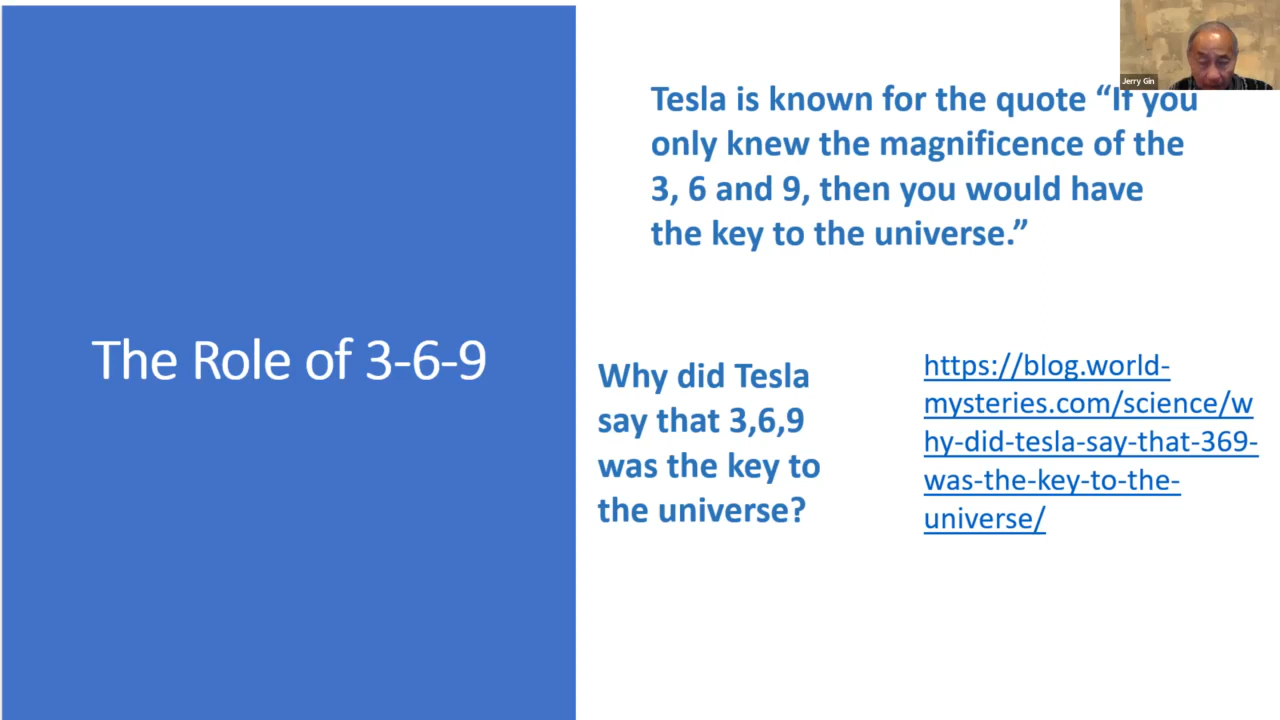 Jerry Gin
Tesla is known for the quote “If you
only knew the magnificence of the
3, 6 and 9, then you would have
the key to the universe.”
The Role of 3-6-9
Why did Tesla
say that 3,6,9
was the key to
the universe?
https://blog.world-
mysteries.com/science/w
hy-did-tesla-say-that-369-
was-the-key-to-the-
universe/